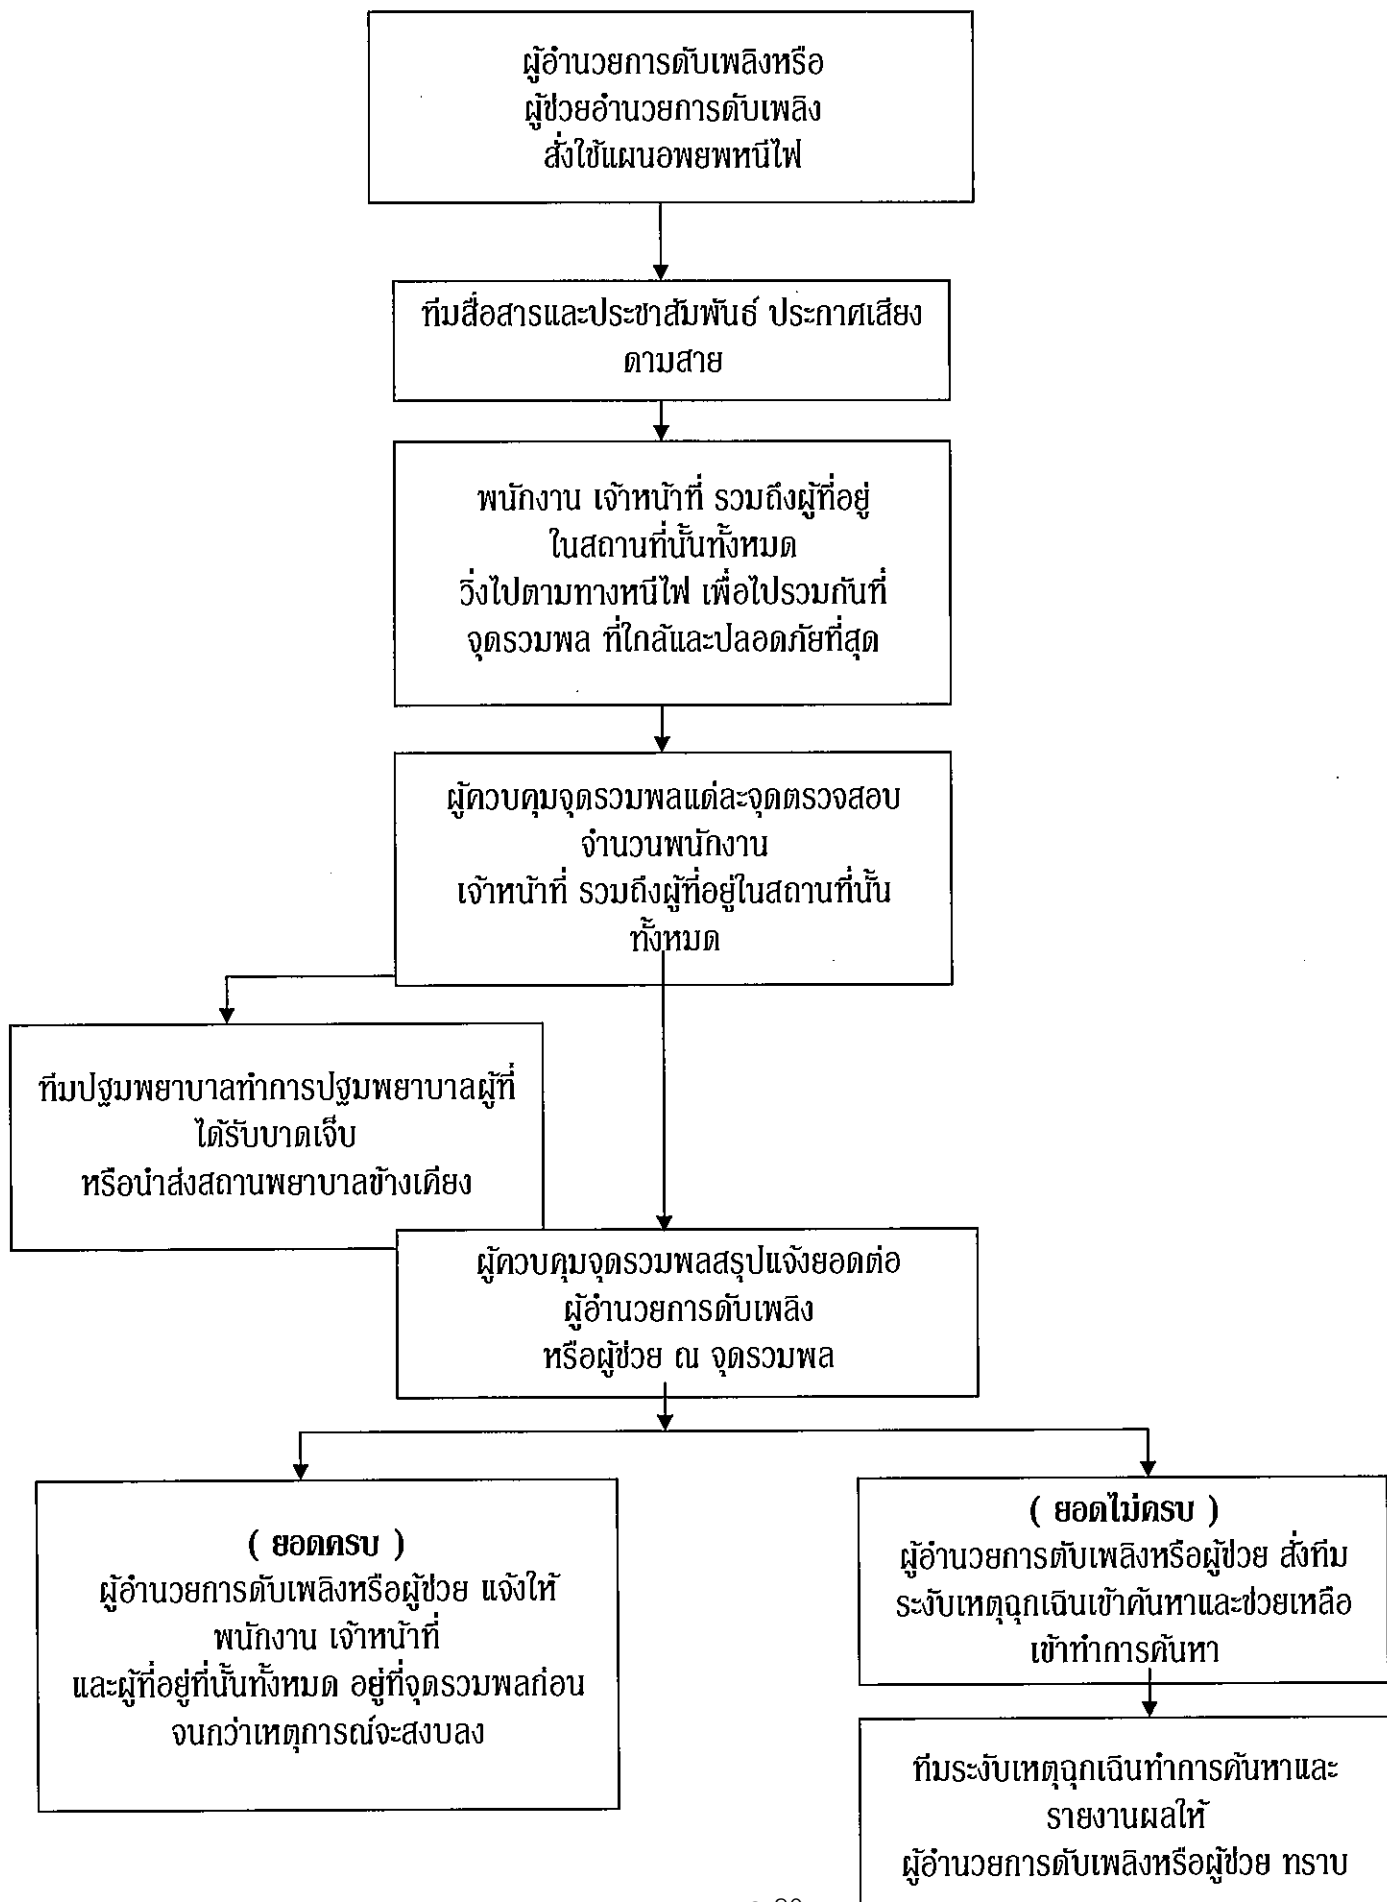 ผู้อำนวยการดับเพลิงหรือ
ผู้ช่วยอำนวยการดับเพลิง
สั่งใช้แผนอพยพหนีไฟ
ทีมสื่อสารและประชาสัมพันธ์ ประกาศเสียง
ตามสาย
พนักงาน เจ้าหน้าที่ รวมถึงผู้ที่อยู่
ในสถานที่นั้นทั้งหมด
วิ่งไปตามทางหนีไฟ เพื่อไปรวมกันที่
จุดรวมพล ที่ใกล้และปลอดภัยที่สุด
ผู้ควบคุมจุดรวมพลแต่ละจุดตรวจสอบ
จำนวนพนักงาน
เจ้าหน้าที่ รวมถึงผู้ที่อยู่ในสถานที่นั้น
ทั้งหมด
ทีมปฐมพยาบาลทำการปฐมพยาบาลผู้ที่
ได้รับบาดเจ็บ
หรือนำส่งสถานพยาบาลข้างเคียง
ผู้ควบคุมจุดรวมพลสรุปแจ้งยอดต่อ
ผู้อำนวยการดับเพลิง
หรือผู้ช่วย ณ จุดรวมพล
( ยอดครบ )
ผู้อำนวยการดับเพลิงหรือผู้ช่วย แจ้งให้
พนักงาน เจ้าหน้าที่
และผู้ที่อยู่ที่นั้นทั้งหมด อยู่ที่จุดรวมพลก่อน
จนกว่าเหตุการณ์จะสงบลง
( ยอดไม่ครบ )
ผู้อำนวยการดับเพลิงหรือผู้ช่วย สั่งทีม
ระงับเหตุฉุกเฉินเข้าค้นหาและช่วยเหลือ
เข้าทำการค้นหา
ทีมระงับเหตุฉุกเฉินทำการค้นหาและ
รายงานผลให้
ผู้อำนวยการดับเพลิงหรือผู้ช่วย ทราบ